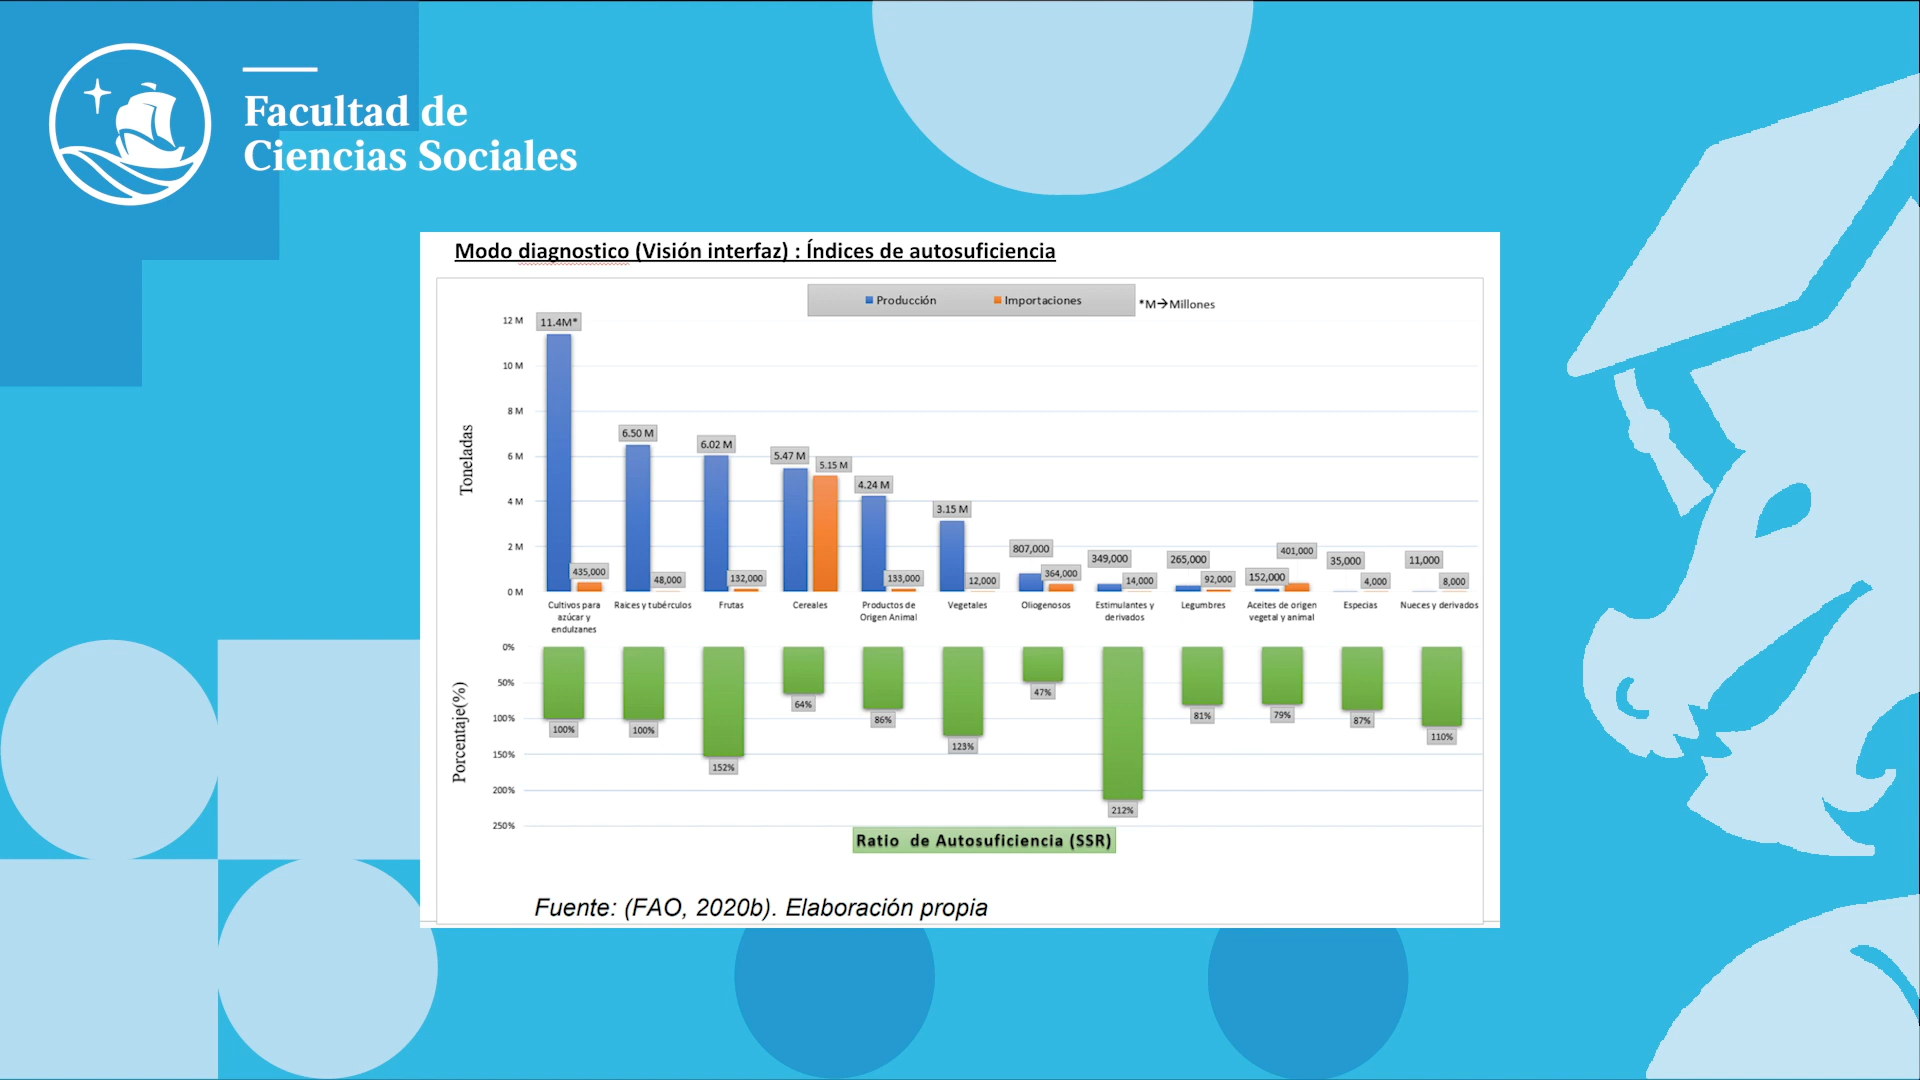 Facultad de
Ciencias Sociales
Modo diagnostico (Visión interfaz) : Índices de autosuficiencia
Producción Importaciones *M→Millones
12 M
10 M
8 M
6 M
4 M
2 M
0 M
Toneladas
11.4M* 435,000
6.50 M 48,000
6.02 M 132,000
5.47 M 5.15 M
4.24 M 133,000
3.15 M 12,000
807,000 364,000
349,000 14,000
265,000 92,000
152,000 401,000
35,000 4,000
11,000 8,000
Cultivos para
azúcar y
endulzanes
Raices y tubérculos
Frutas
Cereales
Productos de
Origen Animal
Vegetales
Oliogenosos
Estimulantes y
derivados
Legumbres
Aceites de origen
vegetal y animal
Especias
Nueces y derivados
0%
50%
100%
150%
200%
250%
Porcentaje(%)
100% 100% 152% 64% 86% 123% 47% 212% 81% 79% 87% 110%
Ratio de Autosuficiencia (SSR)
Fuente: (FAO, 2020b). Elaboración propia